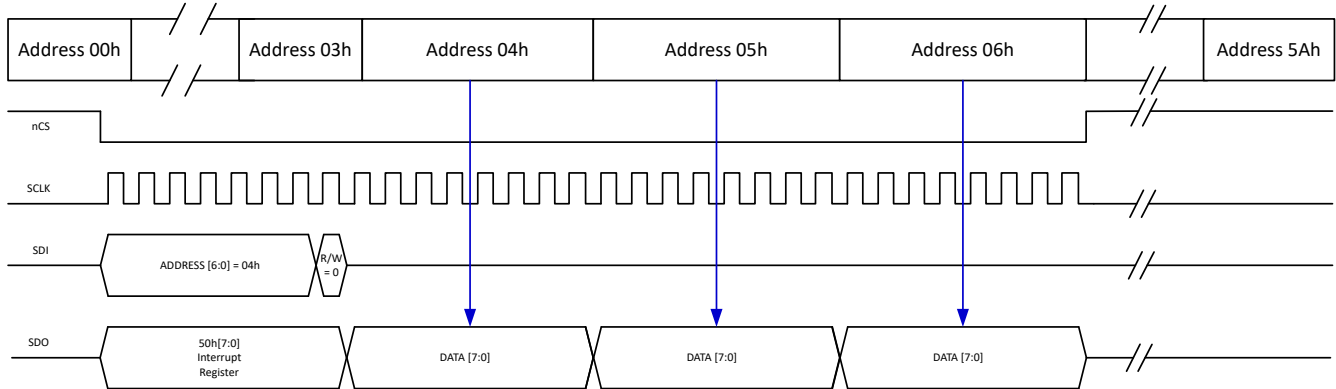 Address 00h Address 03h Address 04h Address 05h Address 06h Address 5Ah
nCS
SCLK
SDI
ADDRESS [6:0] = 04h
R/W
= 0
SDO
50h[7:0]
Interrupt
Register
DATA [7:0] DATA [7:0] DATA [7:0]